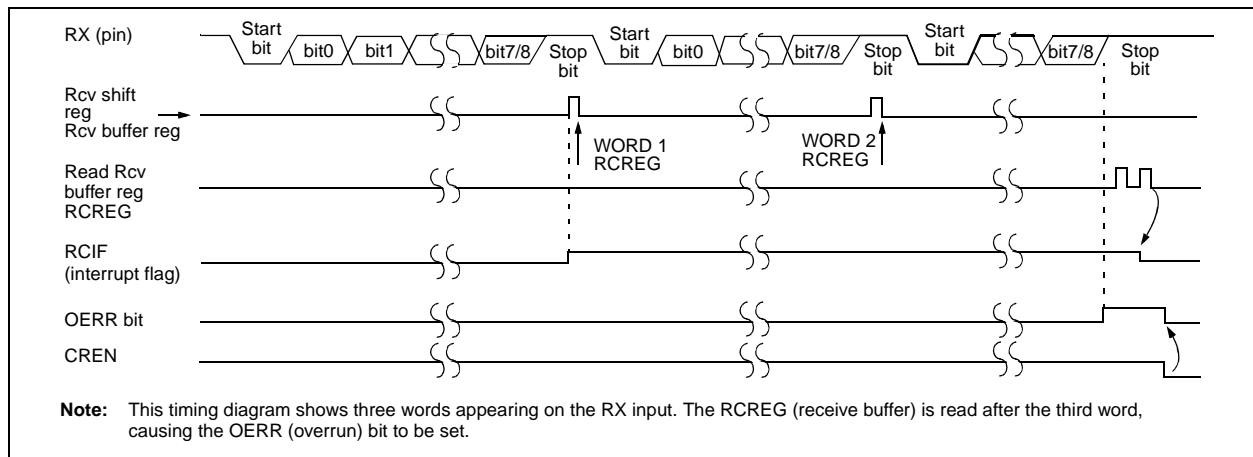 RX (pin)
Start
bit
bit0
bit1
bit7/8
Stop
bit
Start
bit
bit0
bit7/8
Stop
bit
Start
bit
bit7/8
Stop
bit
Rcv shift
reg
Rcv buffer reg
WORD 1
RCREG
WORD 2
RCREG
Read Rcv
buffer reg
RCREG
RCIF
(interrupt flag)
OERR bit
CREN
Note: This timing diagram shows three words appearing on the RX input. The RCREG (receive buffer) is read after the third word,
causing the OERR (overrun) bit to be set.